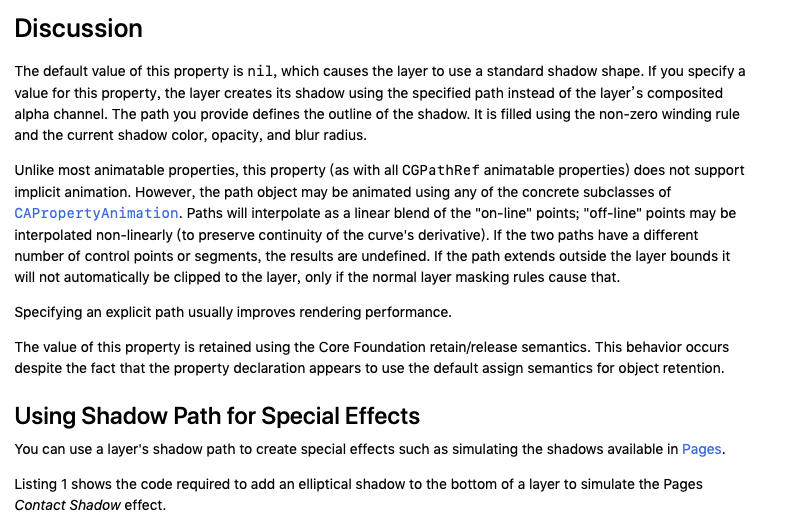 Discussion
The default value of this property is nil, which causes the layer to use a standard shadow shape. If you specify a
value for this property, the layer creates its shadow using the specified path instead of the layer’s composited
alpha channel. The path you provide defines the outline of the shadow. It is filled using the non-zero winding rule
and the current shadow color, opacity, and blur radius.
Unlike most animatable properties, this property (as with all CGPathRef animatable properties) does not support
implicit animation. However, the path object may be animated using any of the concrete subclasses of
CAPropertyAnimation. Paths will interpolate as a linear blend of the "on-line" points; "off-line" points may be
interpolated non-linearly (to preserve continuity of the curve's derivative). If the two paths have a different
number of control points or segments, the results are undefined. If the path extends outside the layer bounds it
will not automatically be clipped to the layer, only if the normal layer masking rules cause that.
Specifying an explicit path usually improves rendering performance.
The value of this property is retained using the Core Foundation retain/release semantics. This behavior occurs
despite the fact that the property declaration appears to use the default assign semantics for object retention.
Using Shadow Path for Special Effects
You can use a layer's shadow path to create special effects such as simulating the shadows available in Pages.
Listing 1 shows the code required to add an elliptical shadow to the bottom of a layer to simulate the Pages
Contact Shadow effect.